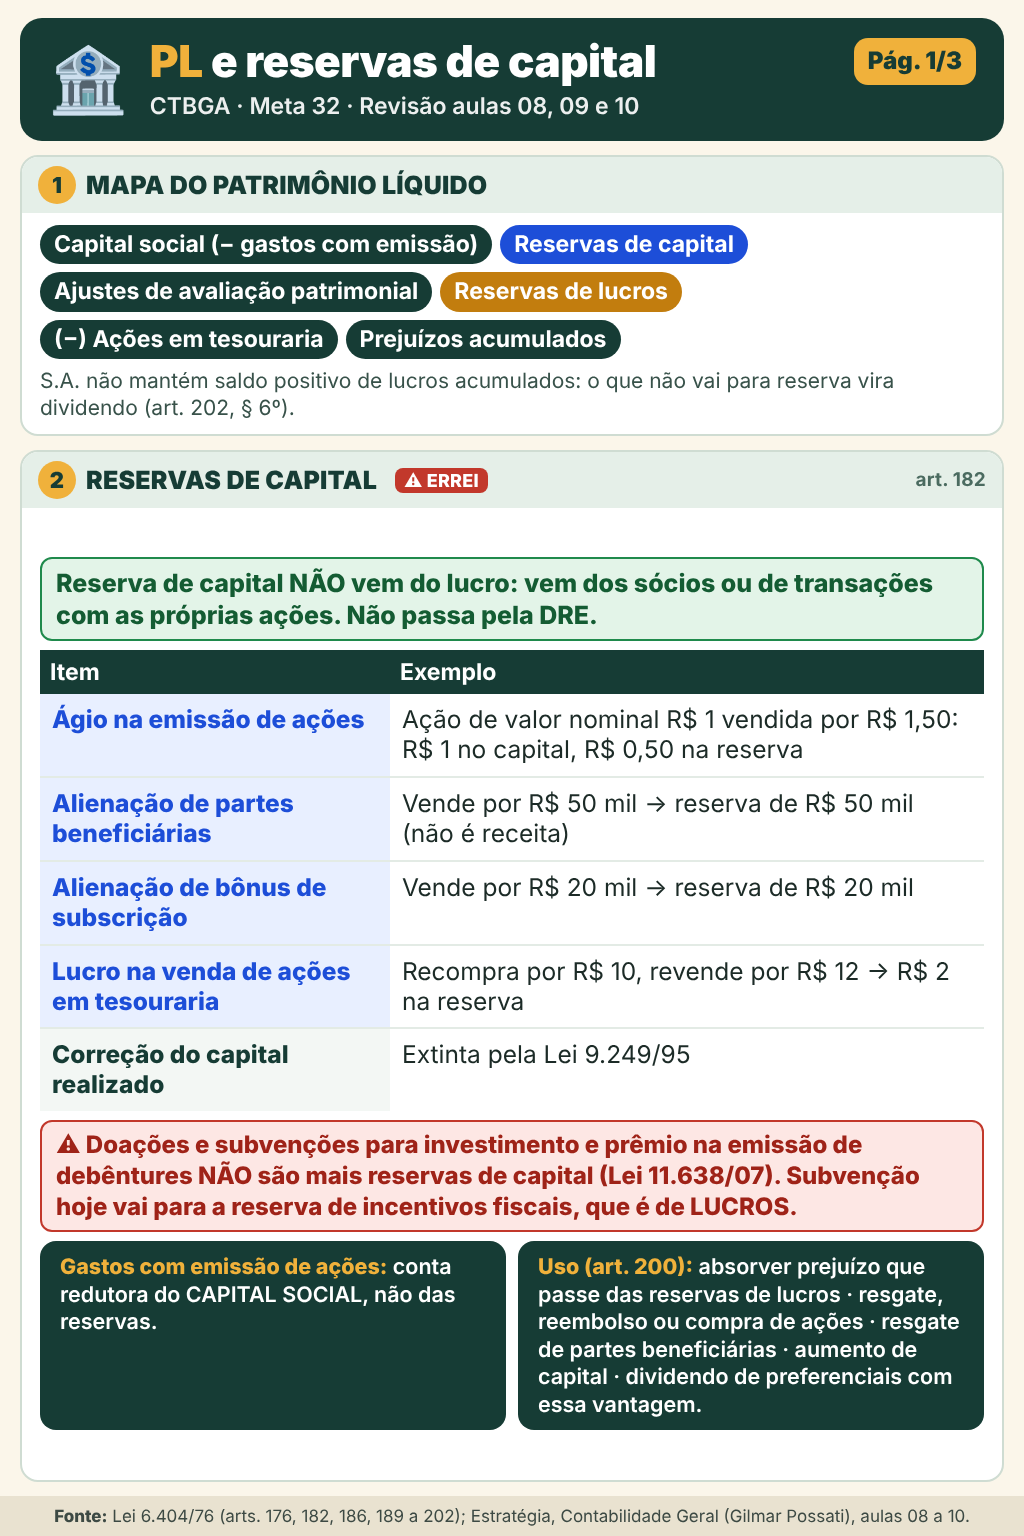 PL e reservas de capital
CTBGA · Meta 32 · Revisão aulas 08, 09 e 10
Pág. 1/3
1 MAPA DO PATRIMÔNIO LÍQUIDO
Capital social (− gastos com emissão) Reservas de capital
Ajustes de avaliação patrimonial Reservas de lucros
(−) Ações em tesouraria Prejuízos acumulados
S.A. não mantém saldo positivo de lucros acumulados: o que não vai para reserva vira
dividendo (art. 202, § 6º).
2 RESERVAS DE CAPITAL ⚠ ERREI art. 182
Reserva de capital NÃO vem do lucro: vem dos sócios ou de transações
com as próprias ações. Não passa pela DRE.
Item Exemplo
Ágio na emissão de ações
Ação de valor nominal R$ 1 vendida por R$ 1,50:
R$ 1 no capital, R$ 0,50 na reserva
Alienação de partes
beneficiárias
Vende por R$ 50 mil → reserva de R$ 50 mil
(não é receita)
Alienação de bônus de
subscrição
Vende por R$ 20 mil → reserva de R$ 20 mil
Lucro na venda de ações
em tesouraria
Recompra por R$ 10, revende por R$ 12 → R$ 2
na reserva
Correção do capital
realizado
Extinta pela Lei 9.249/95
⚠ Doações e subvenções para investimento e prêmio na emissão de
debêntures NÃO são mais reservas de capital (Lei 11.638/07). Subvenção
hoje vai para a reserva de incentivos fiscais, que é de LUCROS.
Gastos com emissão de ações: conta
redutora do CAPITAL SOCIAL, não das
reservas.
Uso (art. 200): absorver prejuízo que
passe das reservas de lucros · resgate,
reembolso ou compra de ações · resgate
de partes beneficiárias · aumento de
capital · dividendo de preferenciais com
essa vantagem.
Fonte: Lei 6.404/76 (arts. 176, 182, 186, 189 a 202); Estratégia, Contabilidade Geral (Gilmar Possati), aulas 08 a 10.